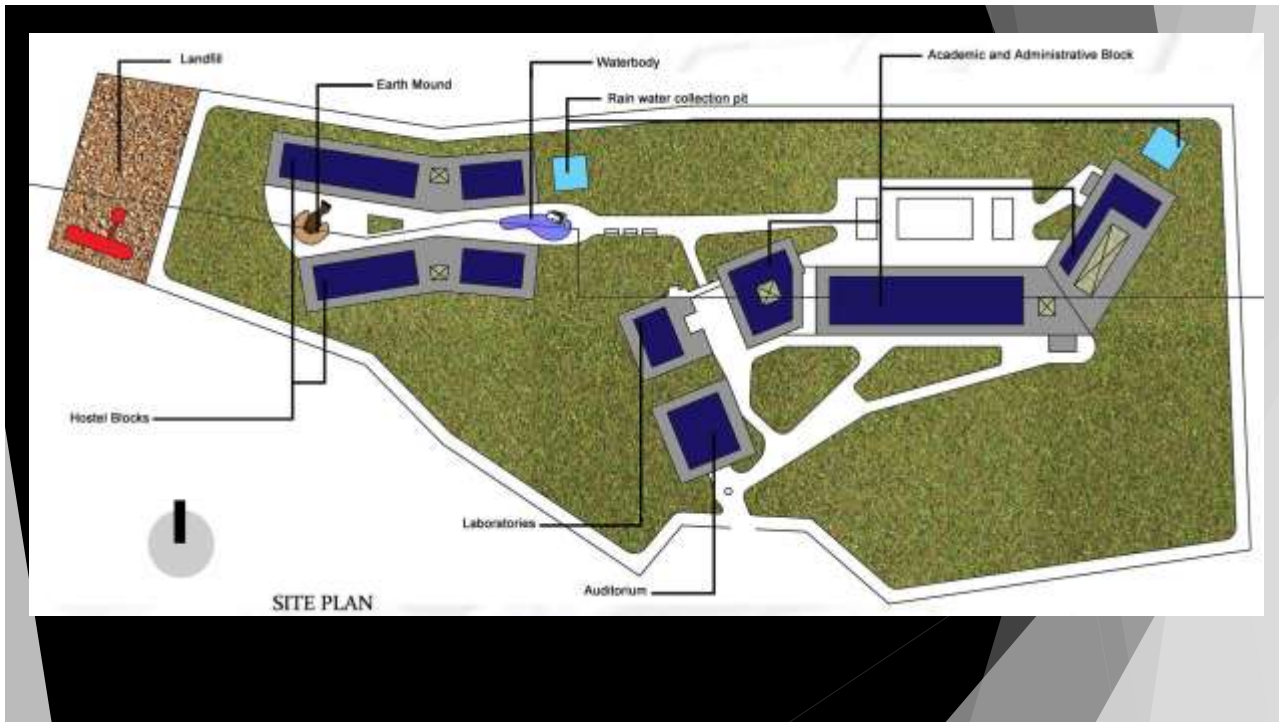 Landfill
Earth Mound
Waterbody
Rain water collection pit
Academic and Administrative Block
Hostel Blocks
Laboratories
Auditorium
SITE PLAN